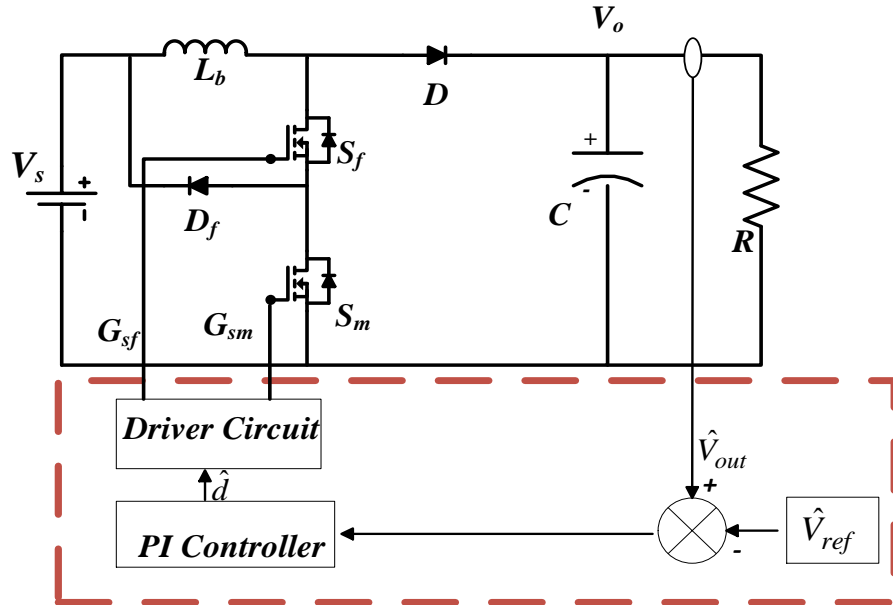 V_o
L_b
D
+
S_f
V_s
+
-
D_f
-
C
R
G_sf
G_sm
S_m
Driver Circuit
V̂_out
d̂
+
PI Controller
-
V̂_ref